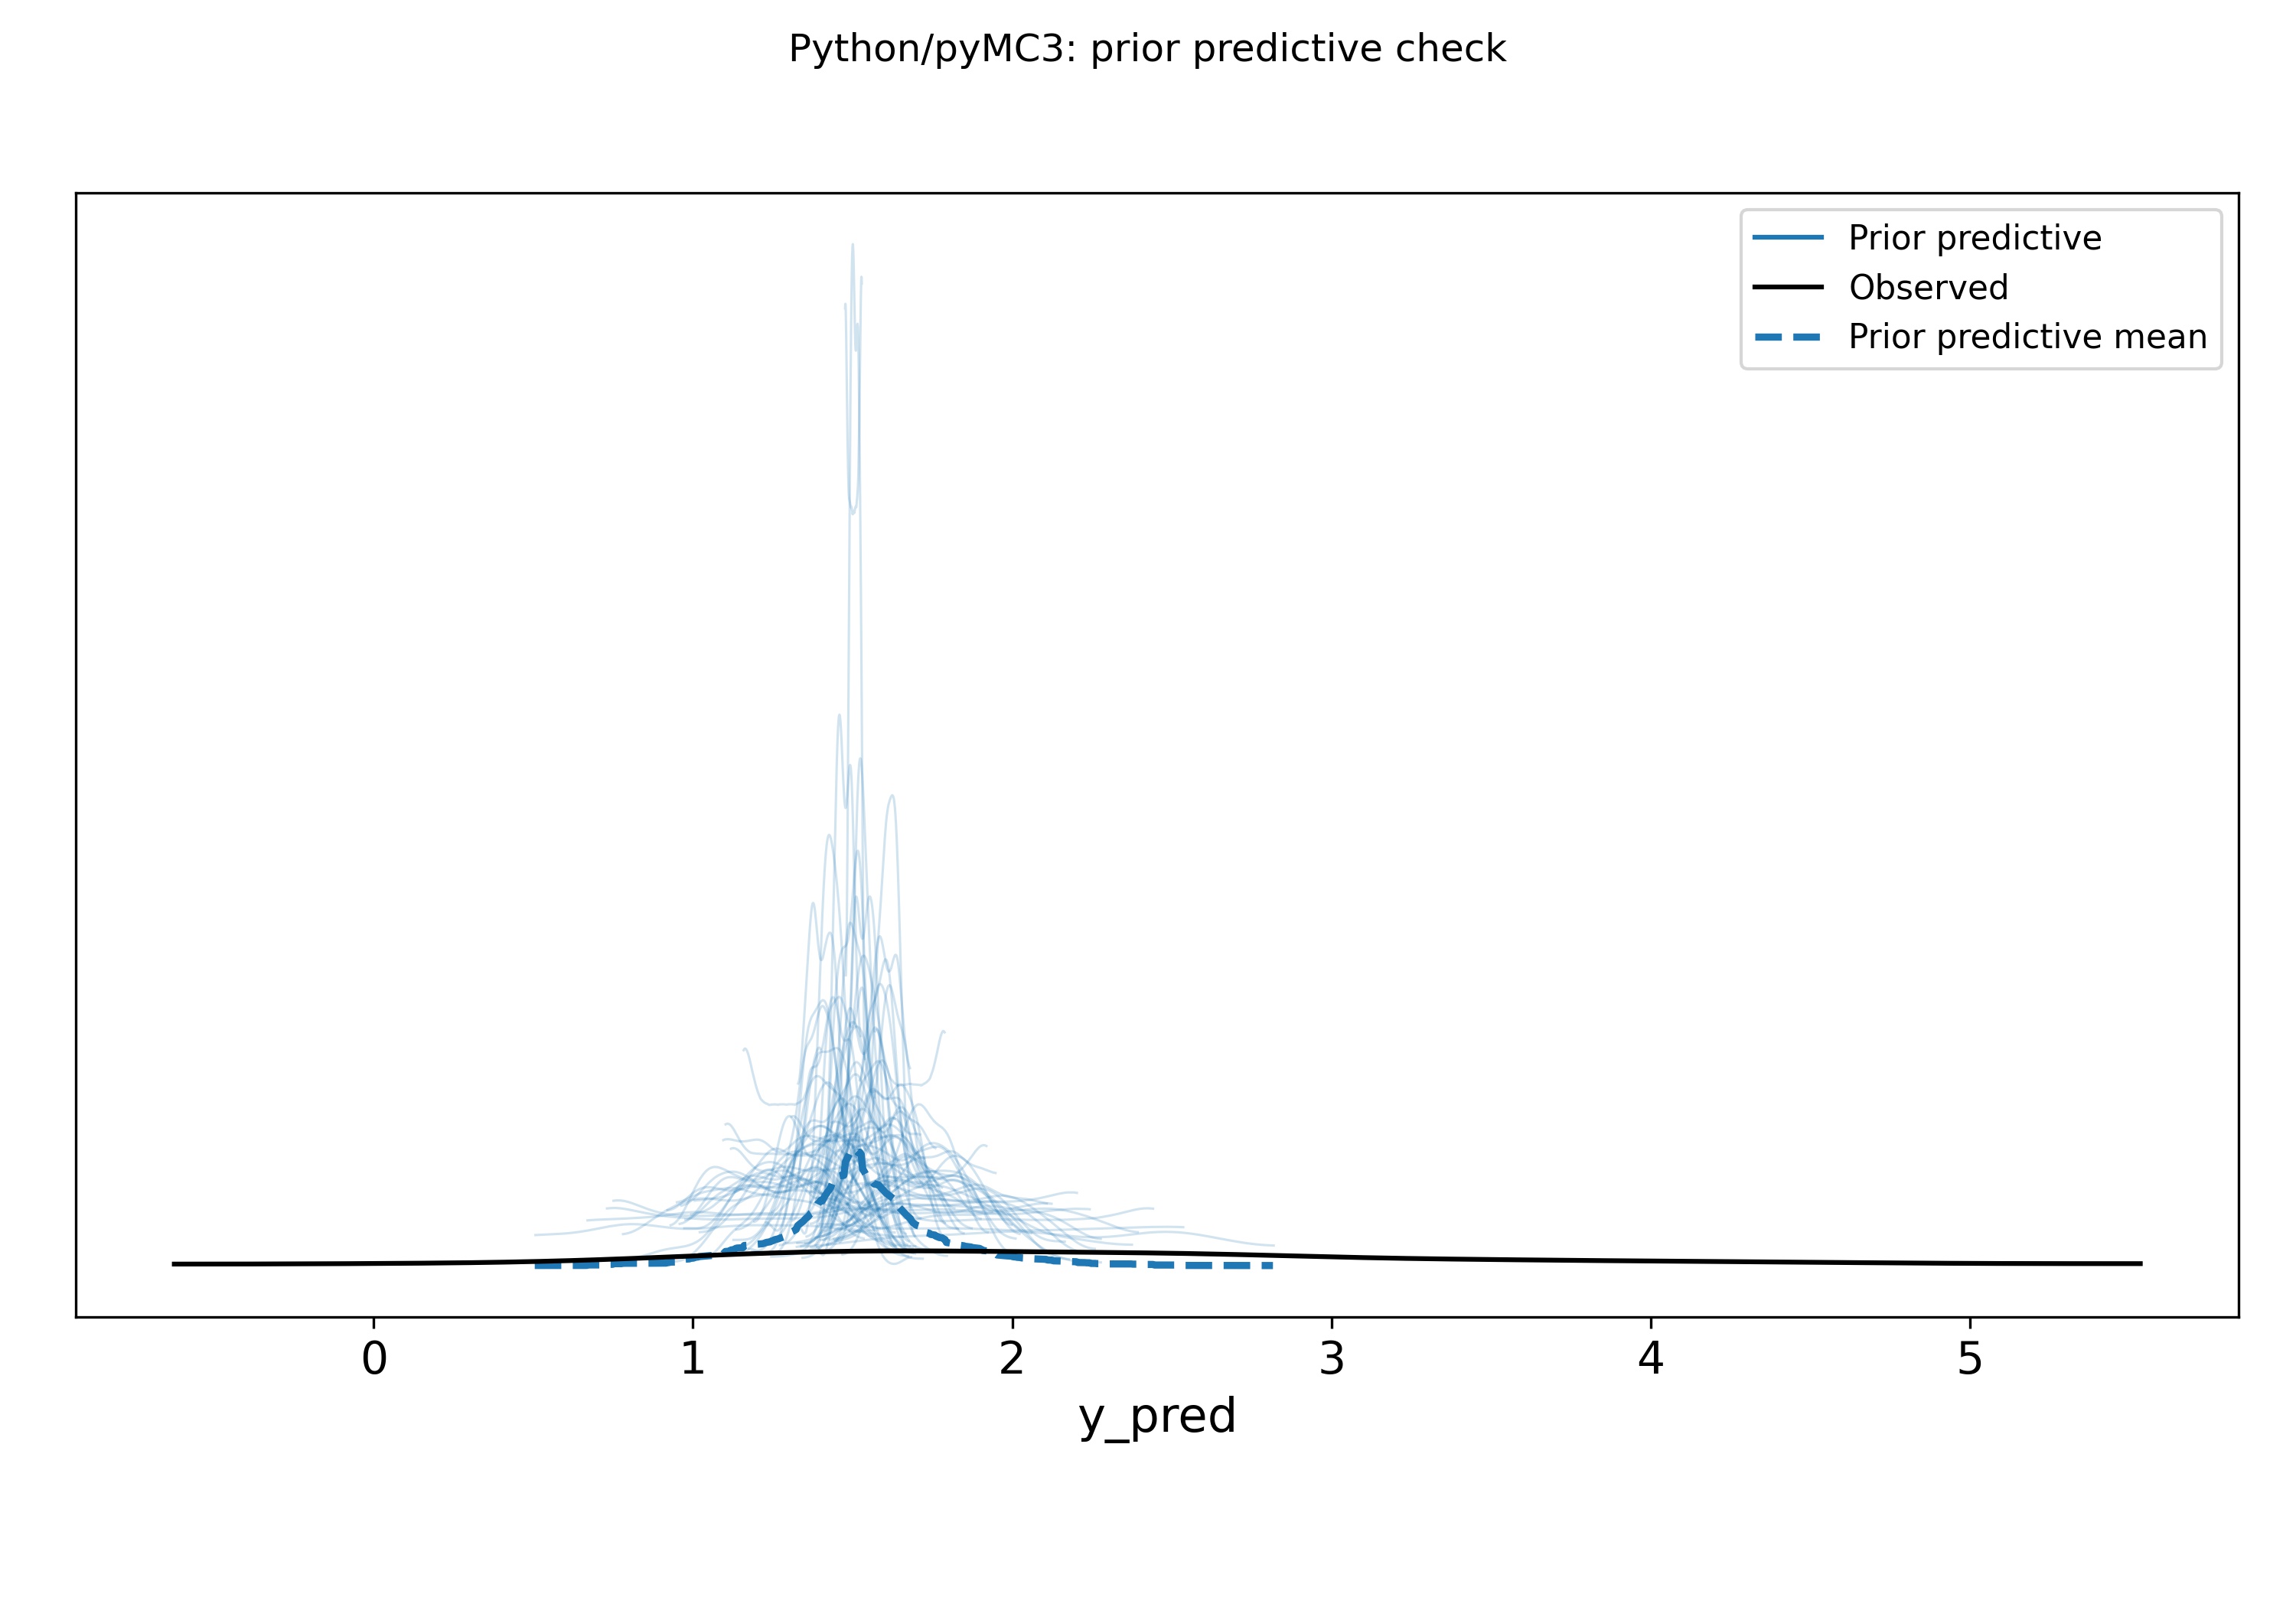 Python/pyMC3: prior predictive check
Prior predictive
Observed
Prior predictive mean
0 1 2 3 4 5
y_pred